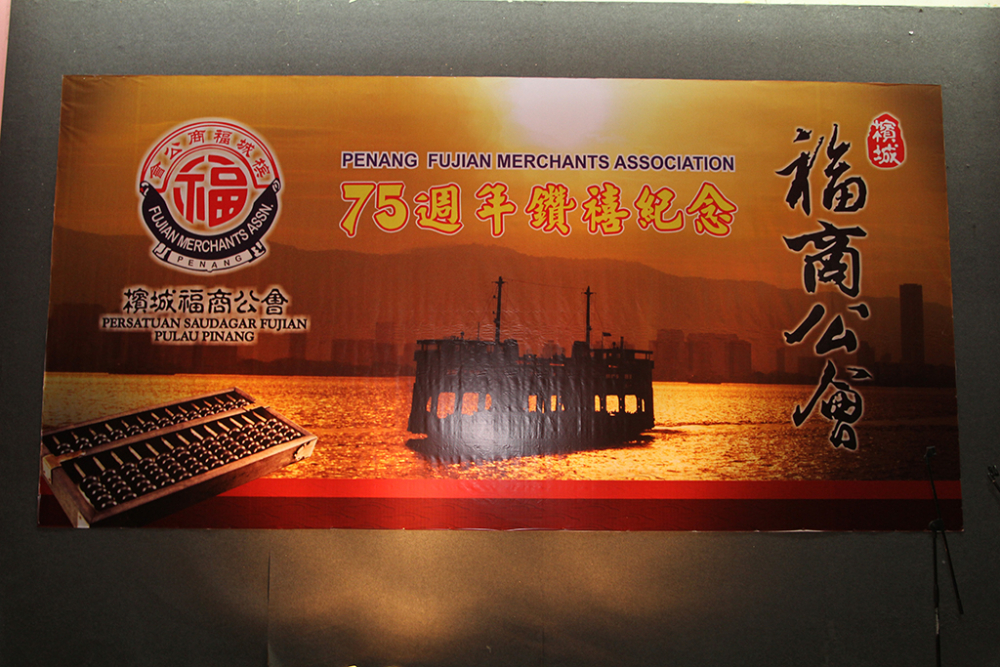 檳城福商公會
福
FUJIAN MERCHANTS ASSN.
PENANG
檳城福商公會
PERSATUAN SAUDAGAR FUJIAN
PULAU PINANG
PENANG FUJIAN MERCHANTS ASSOCIATION
75週年鑽禧紀念
檳城
福商公會